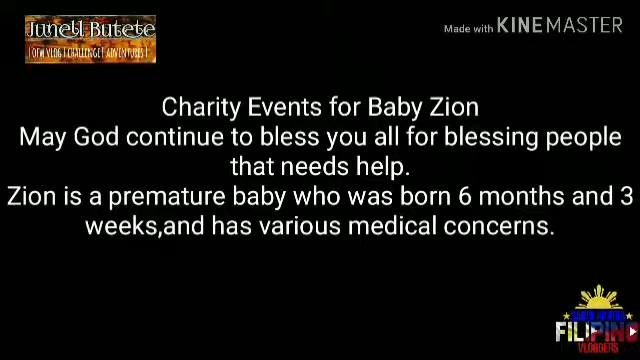 Junell Butete
| OFW VLOG | CHALLENGE | ADVENTURES |
Made with KINEMASTER
Charity Events for Baby Zion
May God continue to bless you all for blessing people
that needs help.
Zion is a premature baby who was born 6 months and 3
weeks,and has various medical concerns.
FILIPINO
VLOGGERS